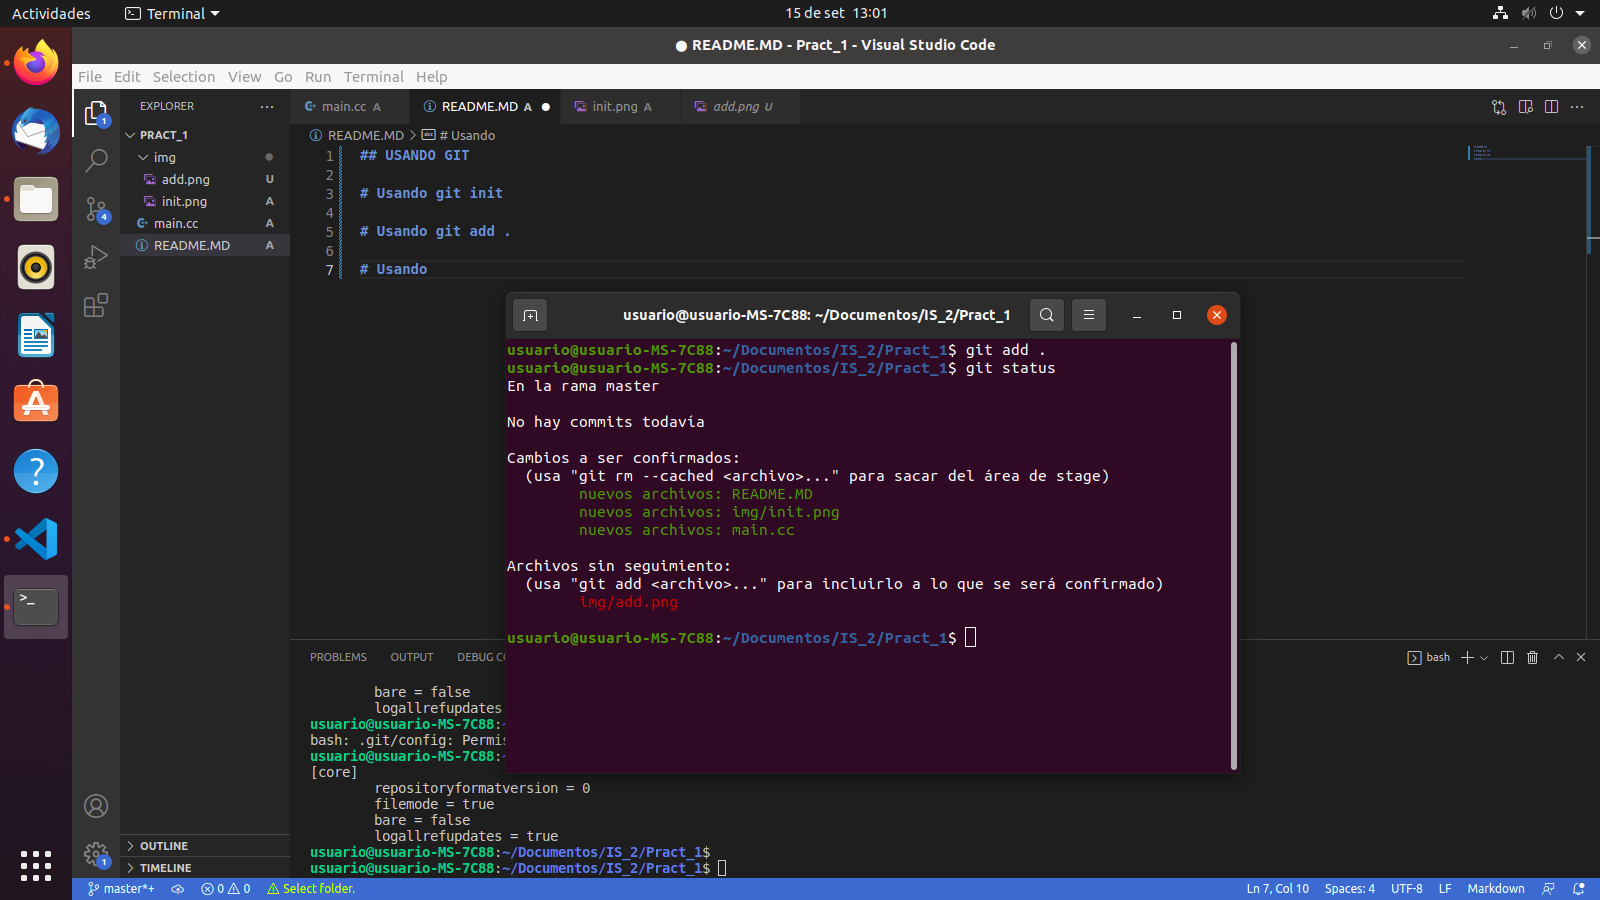 Actividades
Terminal
15 de set 13:01
README.MD - Pract_1 - Visual Studio Code
File Edit Selection View Go Run Terminal Help
EXPLORER
PRACT_1
img
add.png U
init.png A
main.cc A
README.MD A
OUTLINE
TIMELINE
1
4
1
main.cc A
README.MD A
init.png A
add.png U
README.MD > # Usando
1 ## USANDO GIT
2
3 # Usando git init
4
5 # Usando git add .
6
7 # Usando
usuario@usuario-MS-7C88: ~/Documentos/IS_2/Pract_1
usuario@usuario-MS-7C88:~/Documentos/IS_2/Pract_1$ git add .
usuario@usuario-MS-7C88:~/Documentos/IS_2/Pract_1$ git status
En la rama master
No hay commits todavía
Cambios a ser confirmados:
(usa "git rm --cached <archivo>..." para sacar del área de stage)
nuevos archivos: README.MD
nuevos archivos: img/init.png
nuevos archivos: main.cc
Archivos sin seguimiento:
(usa "git add <archivo>..." para incluirlo a lo que se será confirmado)
img/add.png
usuario@usuario-MS-7C88:~/Documentos/IS_2/Pract_1$
PROBLEMS OUTPUT DEBUG
bash
bare = false
logallrefupdates
usuario@usuario-MS-7C88:
bash: .git/config: Permis
usuario@usuario-MS-7C88:
[core]
repositoryformatversion = 0
filemode = true
bare = false
logallrefupdates = true
usuario@usuario-MS-7C88:~/Documentos/IS_2/Pract_1$
usuario@usuario-MS-7C88:~/Documentos/IS_2/Pract_1$
master*+ 0 0 Select folder.
Ln 7, Col 10 Spaces: 4 UTF-8 LF Markdown